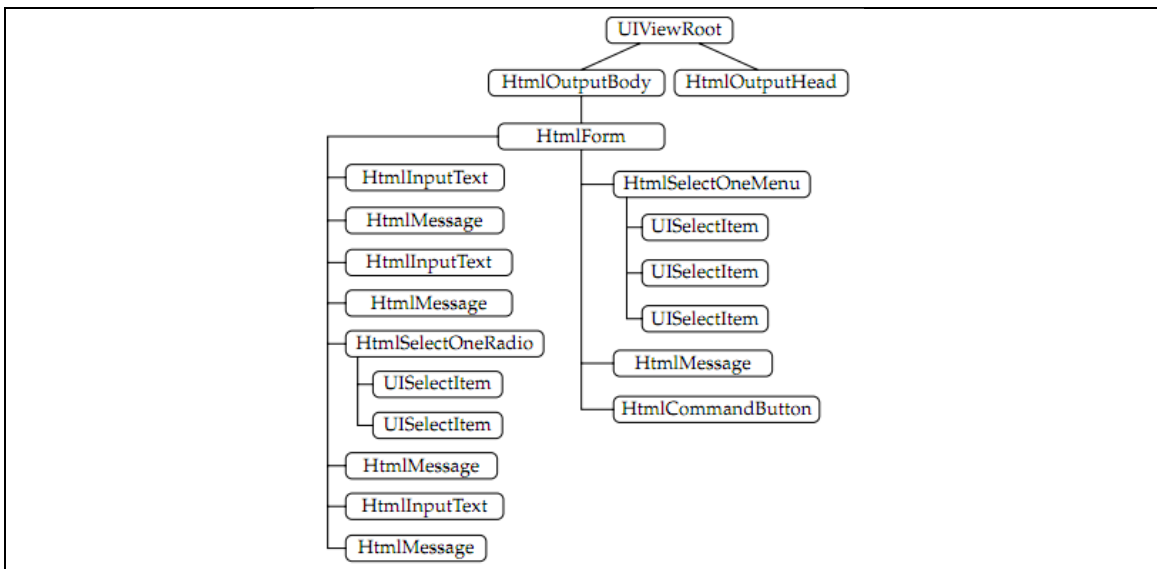 UIViewRoot
HtmlOutputBody
HtmlOutputHead
HtmlForm
HtmlInputText
HtmlMessage
HtmlInputText
HtmlMessage
HtmlSelectOneRadio
UISelectItem
UISelectItem
HtmlMessage
HtmlInputText
HtmlMessage
HtmlSelectOneMenu
UISelectItem
UISelectItem
UISelectItem
HtmlMessage
HtmlCommandButton